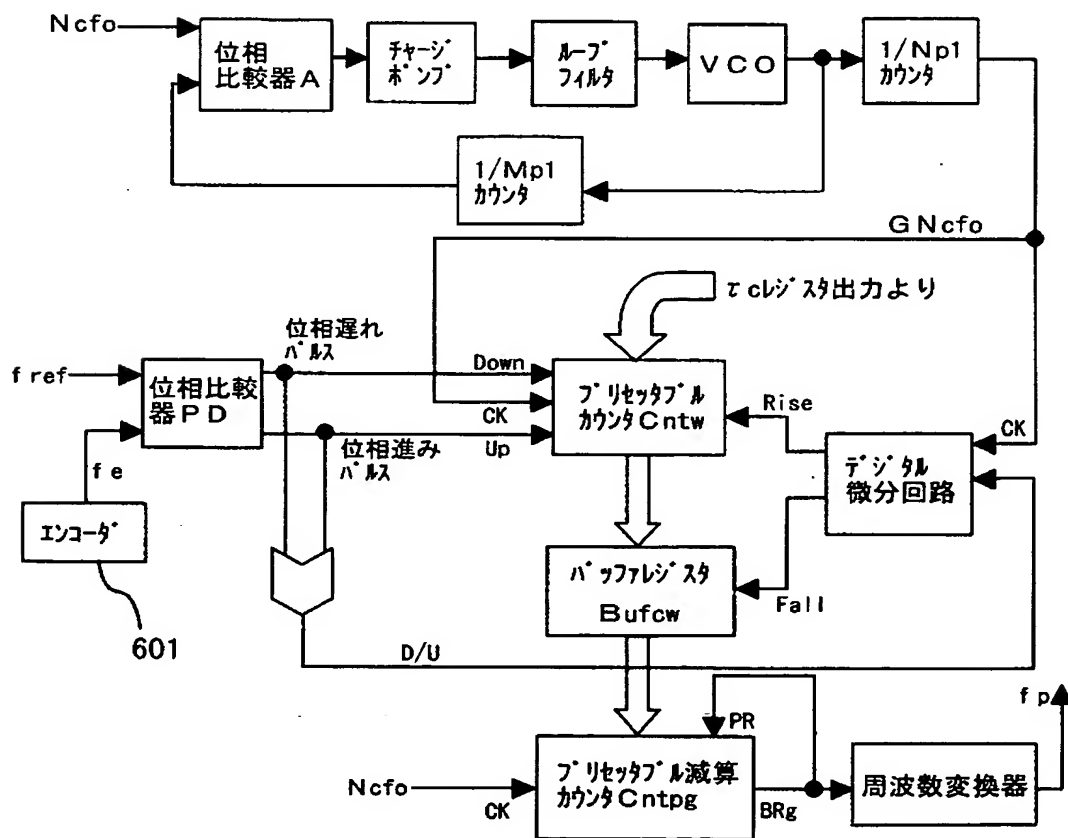 Ncfo
位相
比較器A
チャージ
ポンプ
ループ
フィルタ
VCO
1/Np1
カウンタ
1/Mp1
カウンタ
GNcfo
τcレジスタ出力より
位相遅れ
パルス
fref
位相比較
器PD
Down
CK
Up
プリセッタブル
カウンタCntw
Rise
CK
デジタル
微分回路
位相進み
パルス
fe
エンコーダ
601
バッファレジスタ
Bufcw
Fall
D/U
PR
fp
Ncfo
CK
プリセッタブル減算
カウンタCntpg
BRg
周波数変換器